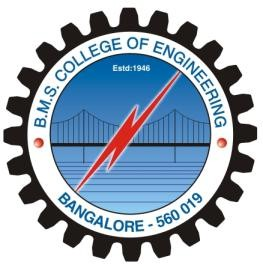 B.M.S. COLLEGE OF ENGINEERING
Estd:1946
BANGALORE - 560 019